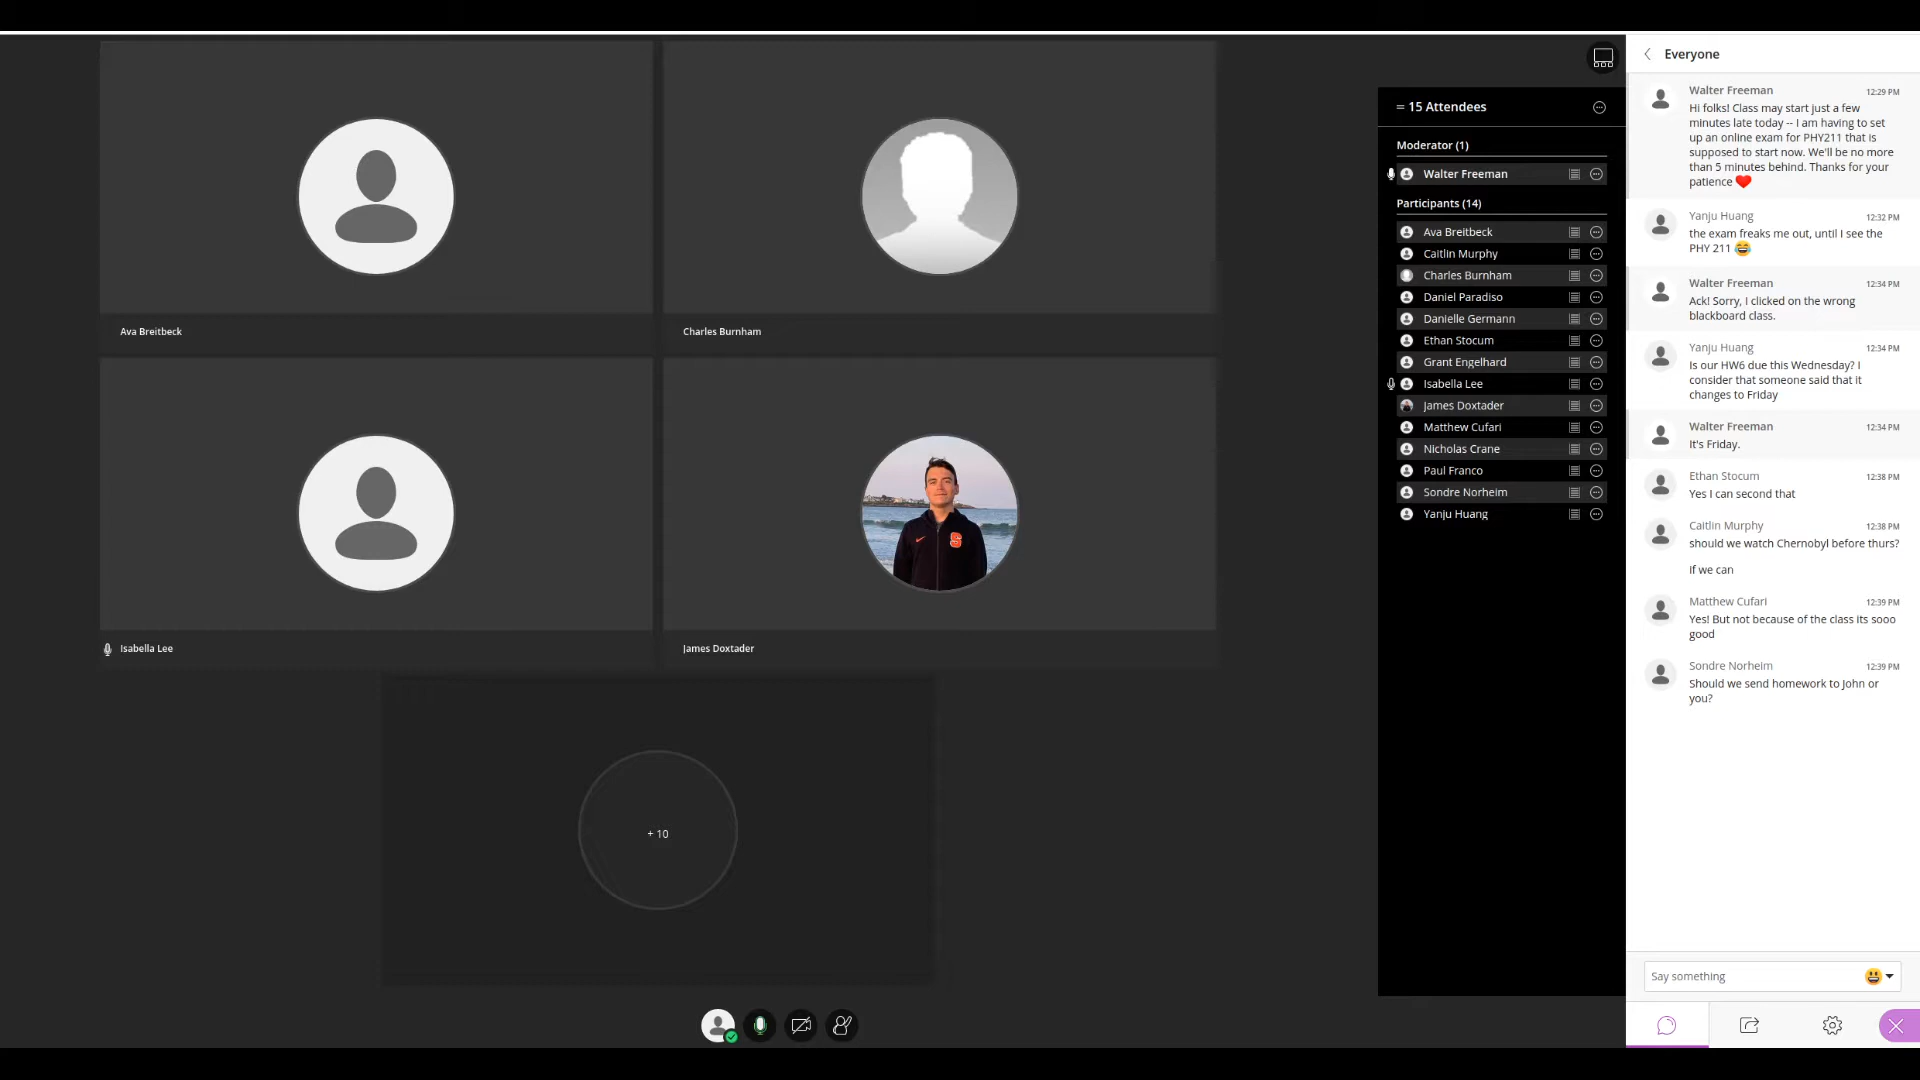 Ava Breitbeck
Charles Burnham
Isabella Lee
James Doxtader
+ 10
15 Attendees
Moderator (1)
Walter Freeman
Participants (14)
Ava Breitbeck
Caitlin Murphy
Charles Burnham
Daniel Paradiso
Danielle Germann
Ethan Stocum
Grant Engelhard
Isabella Lee
James Doxtader
Matthew Cufari
Nicholas Crane
Paul Franco
Sondre Norheim
Yanju Huang
Everyone
Walter Freeman 12:29 PM
Hi folks! Class may start just a few
minutes late today -- I am having to set
up an online exam for PHY211 that is
supposed to start now. We'll be no more
than 5 minutes behind. Thanks for your
patience ❤️
Yanju Huang 12:32 PM
the exam freaks me out, until I see the
PHY 211 😂
Walter Freeman 12:34 PM
Ack! Sorry, I clicked on the wrong
blackboard class.
Yanju Huang 12:34 PM
Is our HW6 due this Wednesday? I
consider that someone said that it
changes to Friday
Walter Freeman 12:34 PM
It's Friday.
Ethan Stocum 12:38 PM
Yes I can second that
Caitlin Murphy 12:38 PM
should we watch Chernobyl before thurs?
If we can
Matthew Cufari 12:39 PM
Yes! But not because of the class its sooo
good
Sondre Norheim 12:39 PM
Should we send homework to John or
you?
Say something